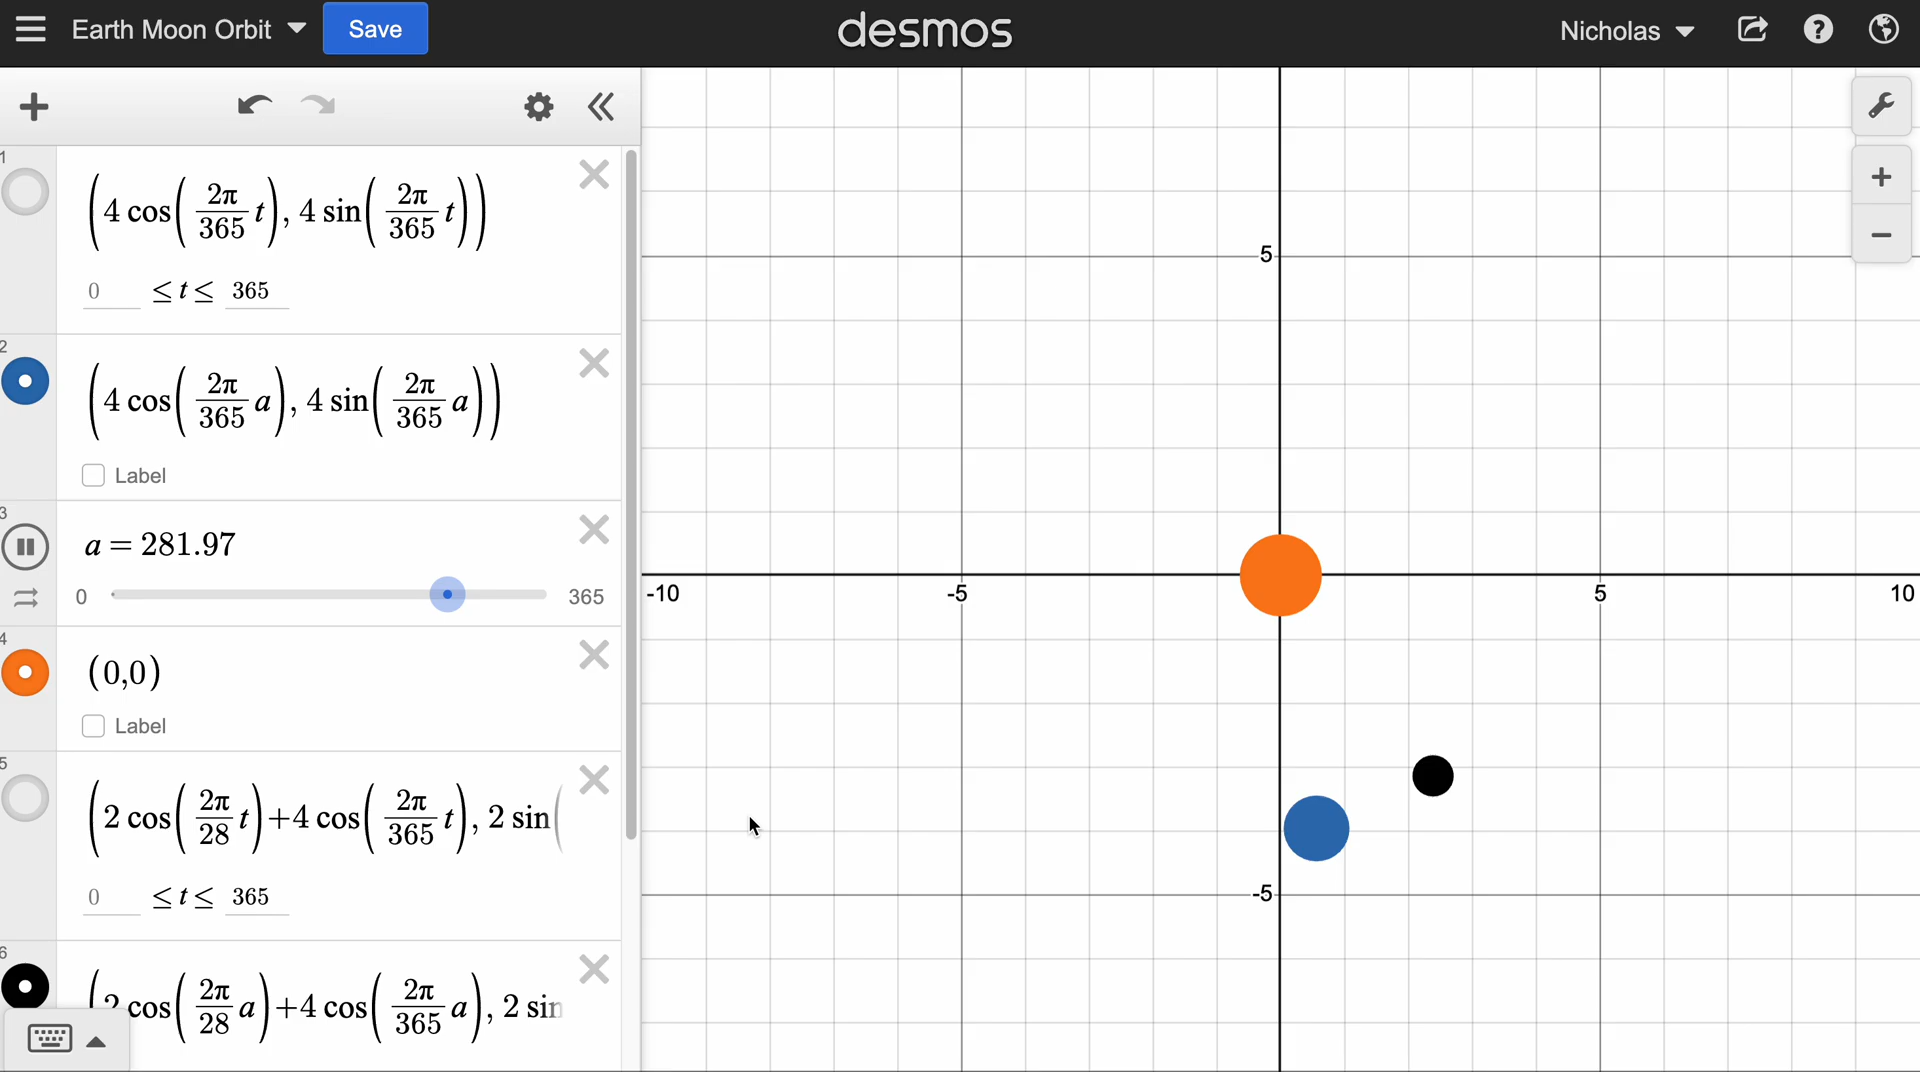 Earth Moon Orbit Save desmos Nicholas
1
(4 cos(2π/365 t), 4 sin(2π/365 t))
0 ≤ t ≤ 365
2
(4 cos(2π/365 a), 4 sin(2π/365 a))
Label
3
a = 281.97
0 365
4
(0,0)
Label
5
(2 cos(2π/28 t)+4 cos(2π/365 t), 2 sin(
0 ≤ t ≤ 365
6
(2 cos(2π/28 a)+4 cos(2π/365 a), 2 sin
5
-10 -5 5 10
-5